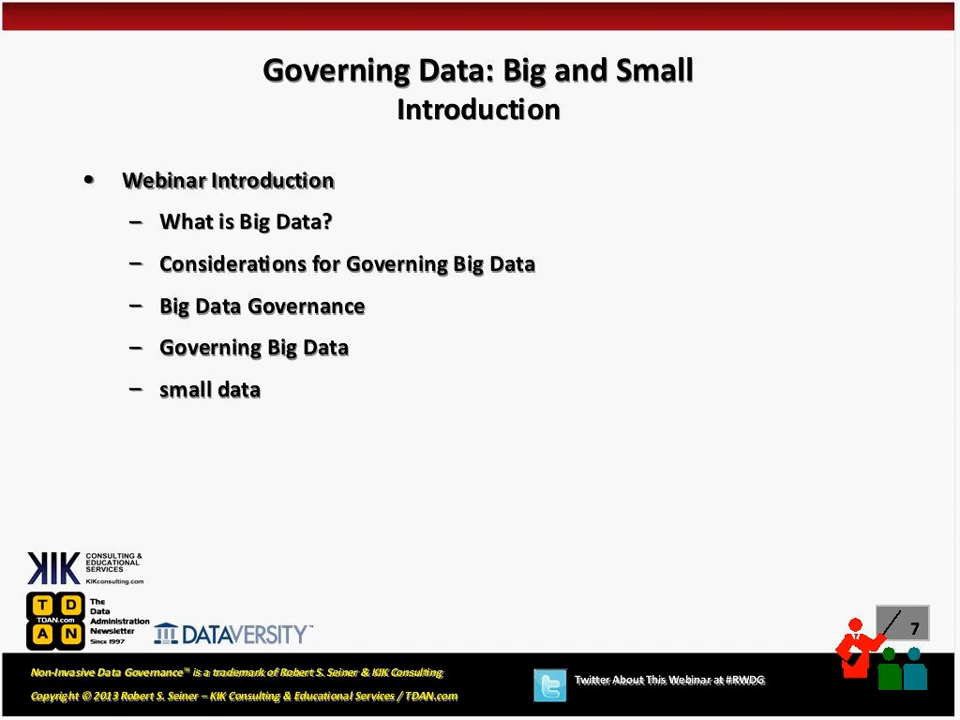 Governing Data: Big and Small
Introduction
• Webinar Introduction
– What is Big Data?
– Considerations for Governing Big Data
– Big Data Governance
– Governing Big Data
– small data
KIK CONSULTING &
EDUCATIONAL
SERVICES
KIKconsulting.com
T D
TDAN.com
A N
The
Data
Administration
Newsletter
Since 1997
DATAVERSITY™
7
Non-Invasive Data Governance™ is a trademark of Robert S. Seiner & KIK Consulting
Copyright © 2013 Robert S. Seiner – KIK Consulting & Educational Services / TDAN.com
Twitter About This Webinar at #RWDG